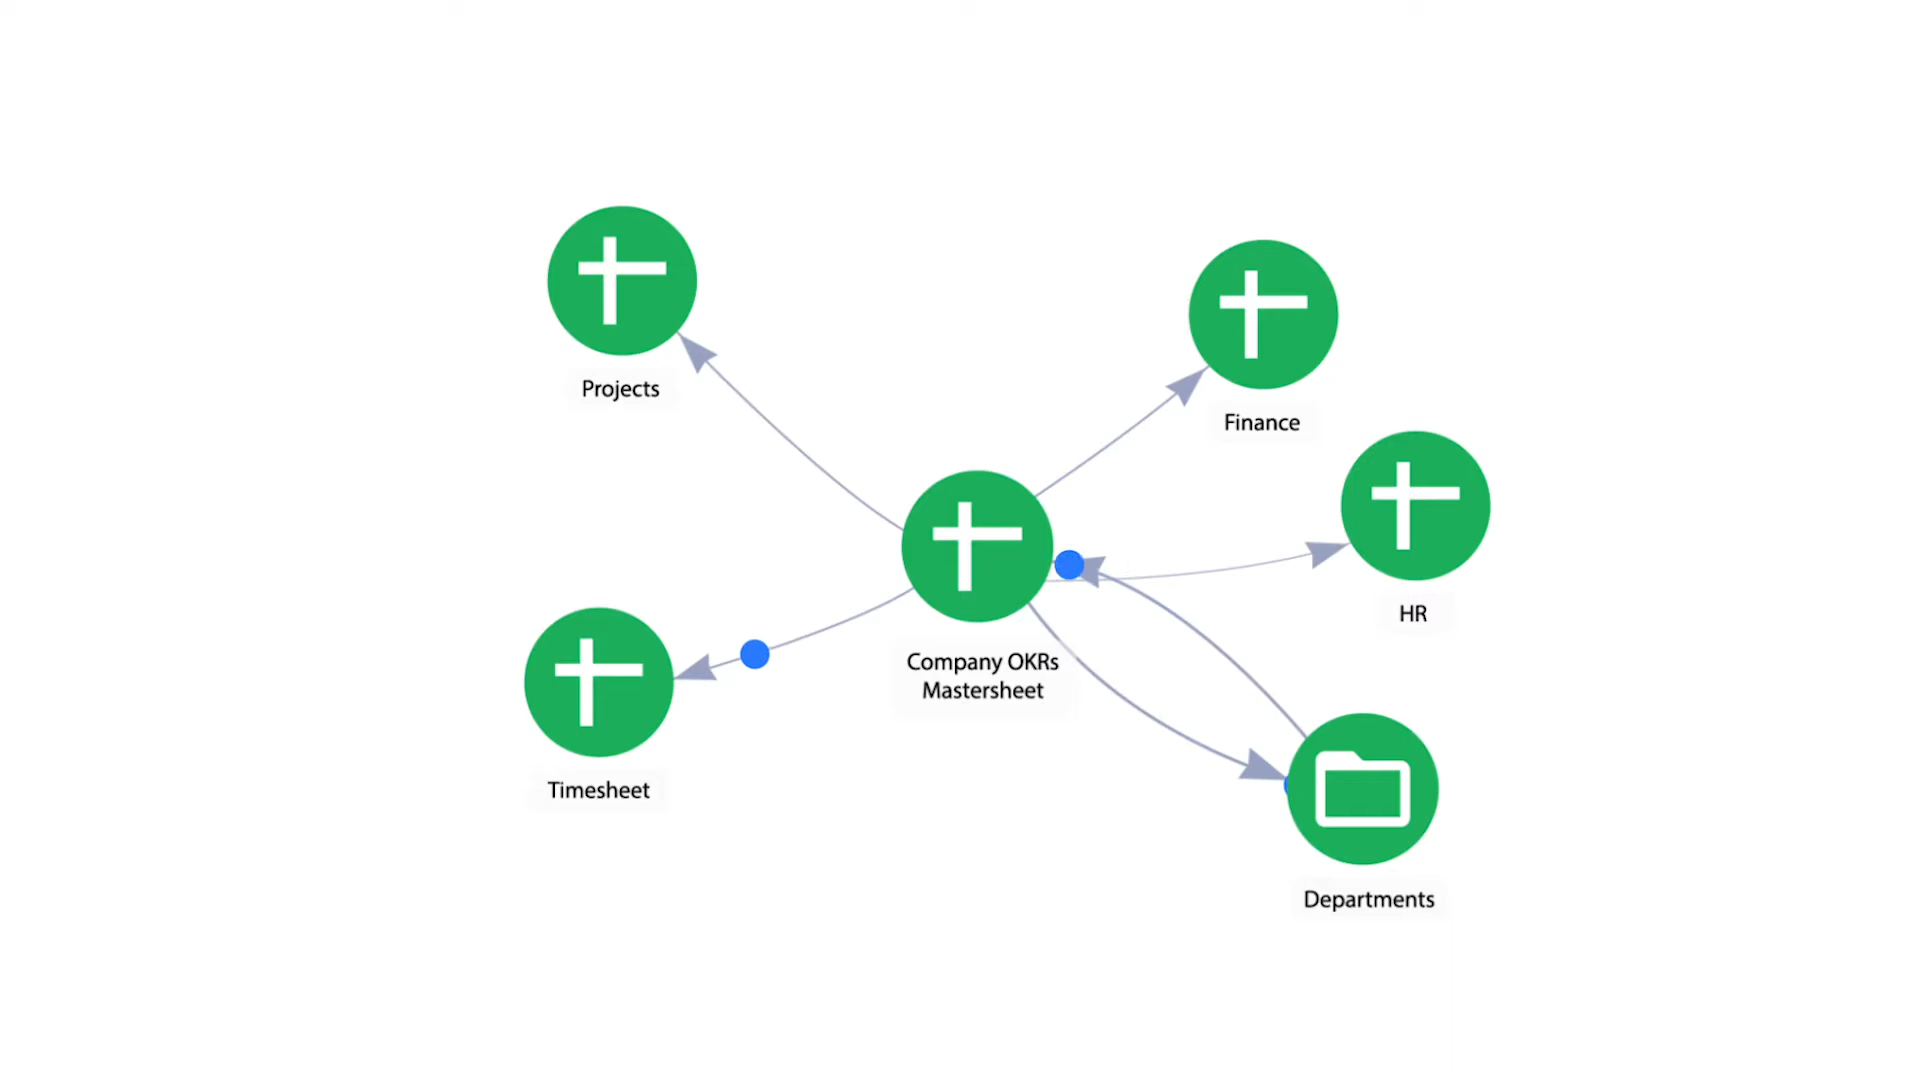 Projects
Finance
HR
Company OKRs
Mastersheet
Timesheet
Departments